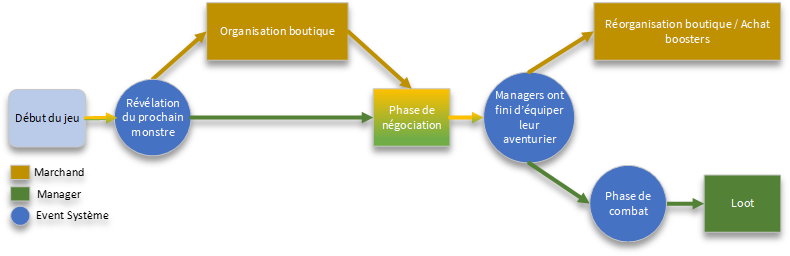 Organisation boutique
Réorganisation boutique / Achat
boosters
Début du jeu
Révélation
du prochain
monstre
Phase de
négociation
Managers ont
fini d'équiper
leur
aventurier
Marchand
Manager
Event Système
Phase de
combat
Loot